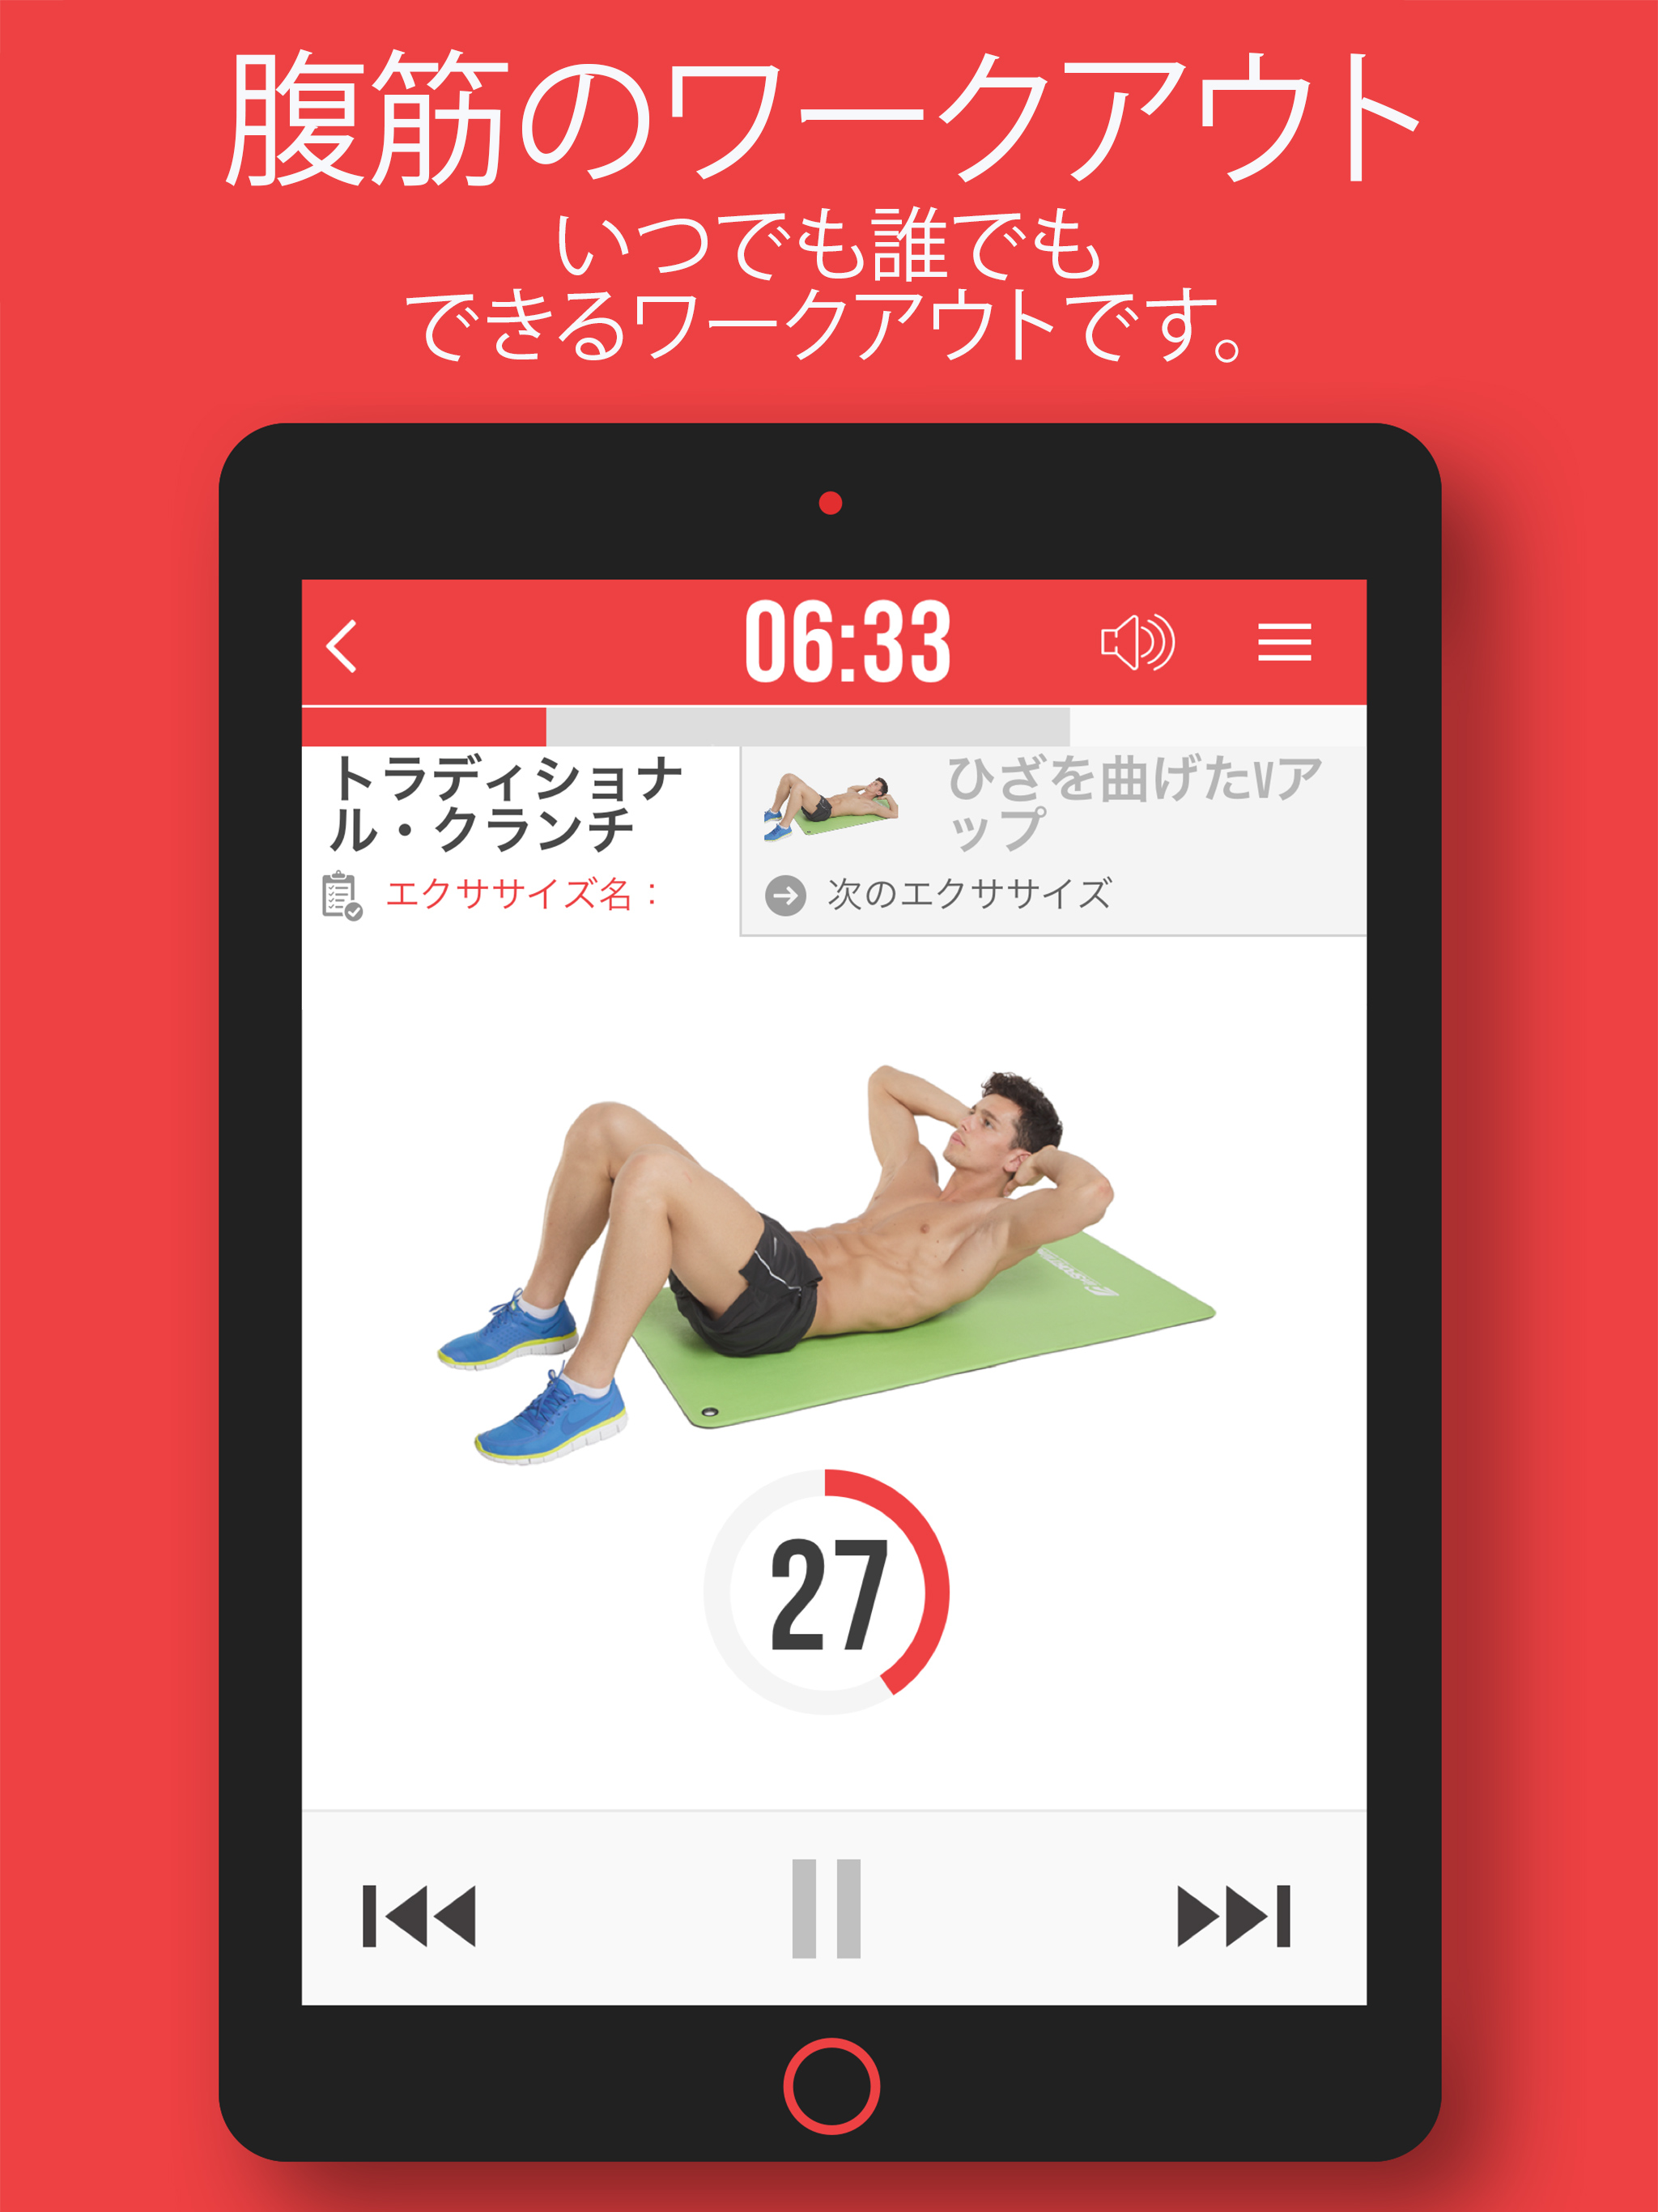 腹筋のワークアウト
いつでも誰でも
できるワークアウトです。
06:33
トラディショナ
ル・クランチ
エクササイズ名：
ひざを曲げたVア
ップ
次のエクササイズ
27